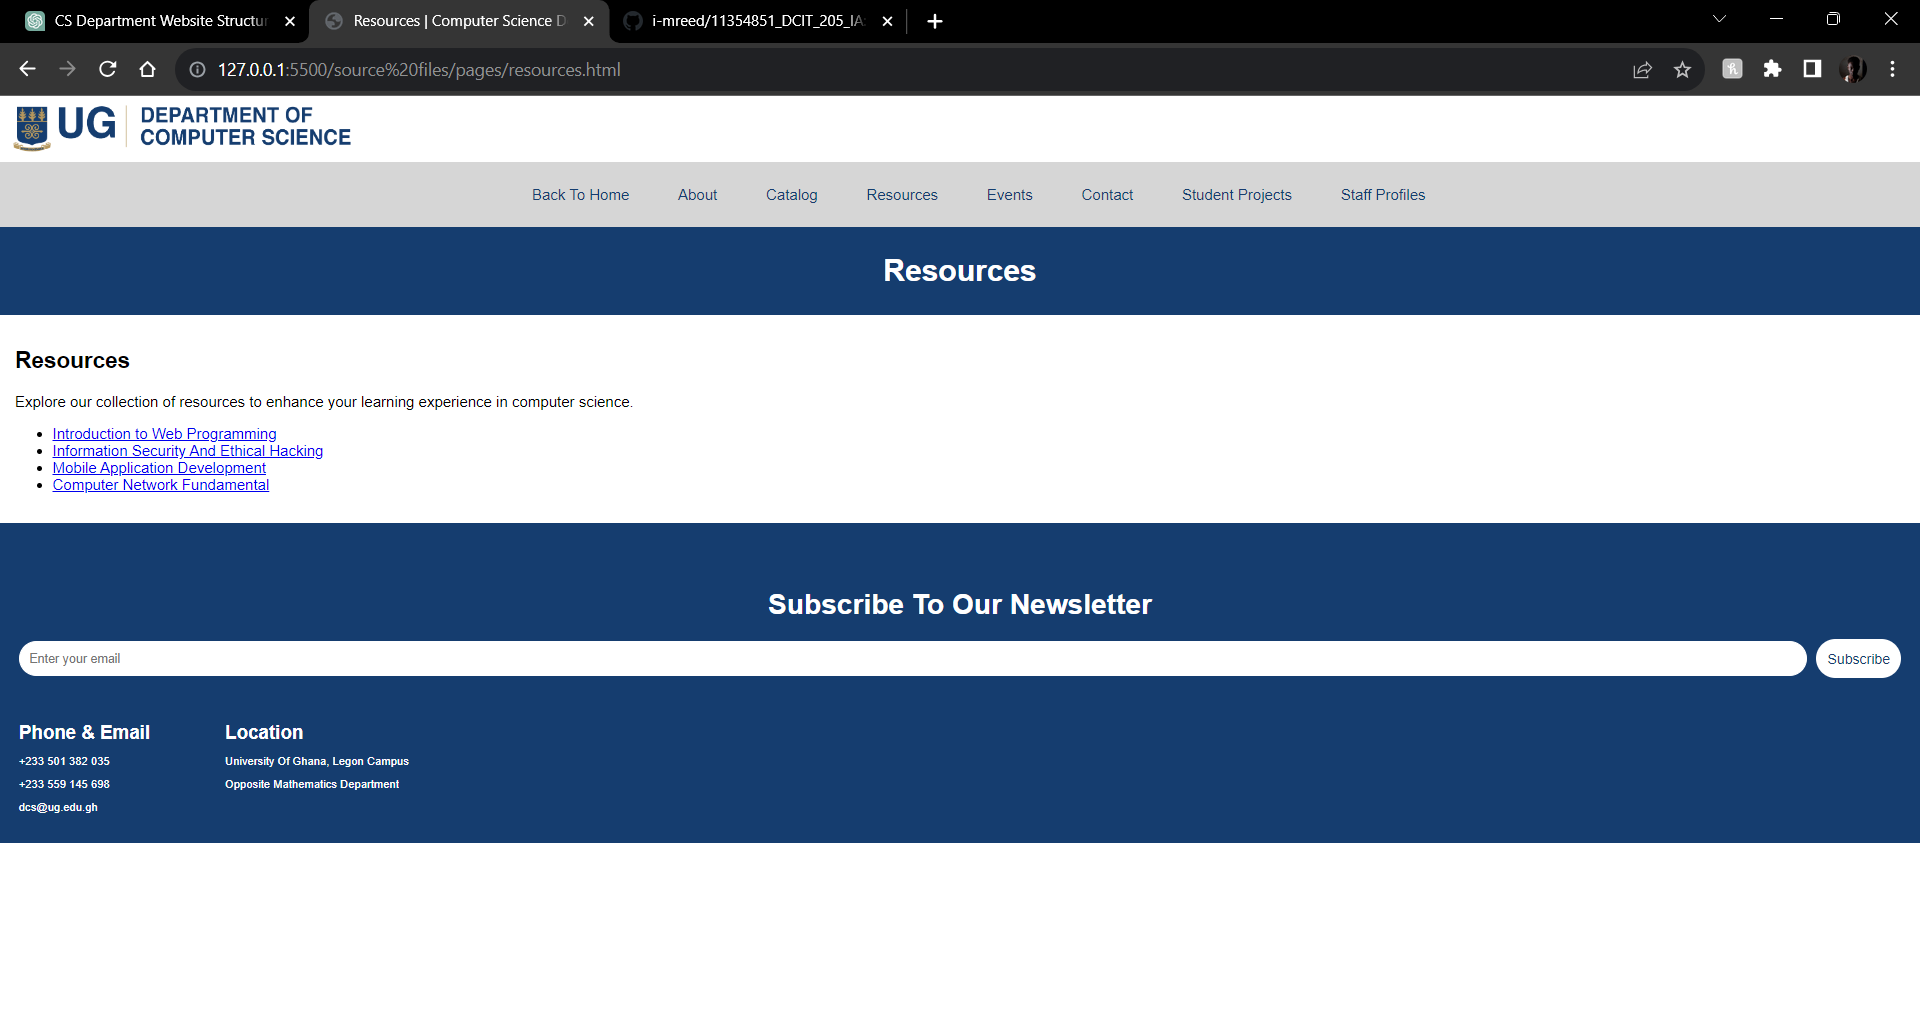 CS Department Website Structu
Resources | Computer Science D
i-mreed/11354851_DCIT_205_IA
127.0.0.1:5500/source%20files/pages/resources.html
UG
DEPARTMENT OF
COMPUTER SCIENCE
Back To Home About Catalog Resources Events Contact Student Projects Staff Profiles
Resources
Resources
Explore our collection of resources to enhance your learning experience in computer science.
Introduction to Web Programming
Information Security And Ethical Hacking
Mobile Application Development
Computer Network Fundamental
Subscribe To Our Newsletter
Enter your email
Subscribe
Phone & Email
+233 501 382 035
+233 559 145 698
dcs@ug.edu.gh
Location
University Of Ghana, Legon Campus
Opposite Mathematics Department